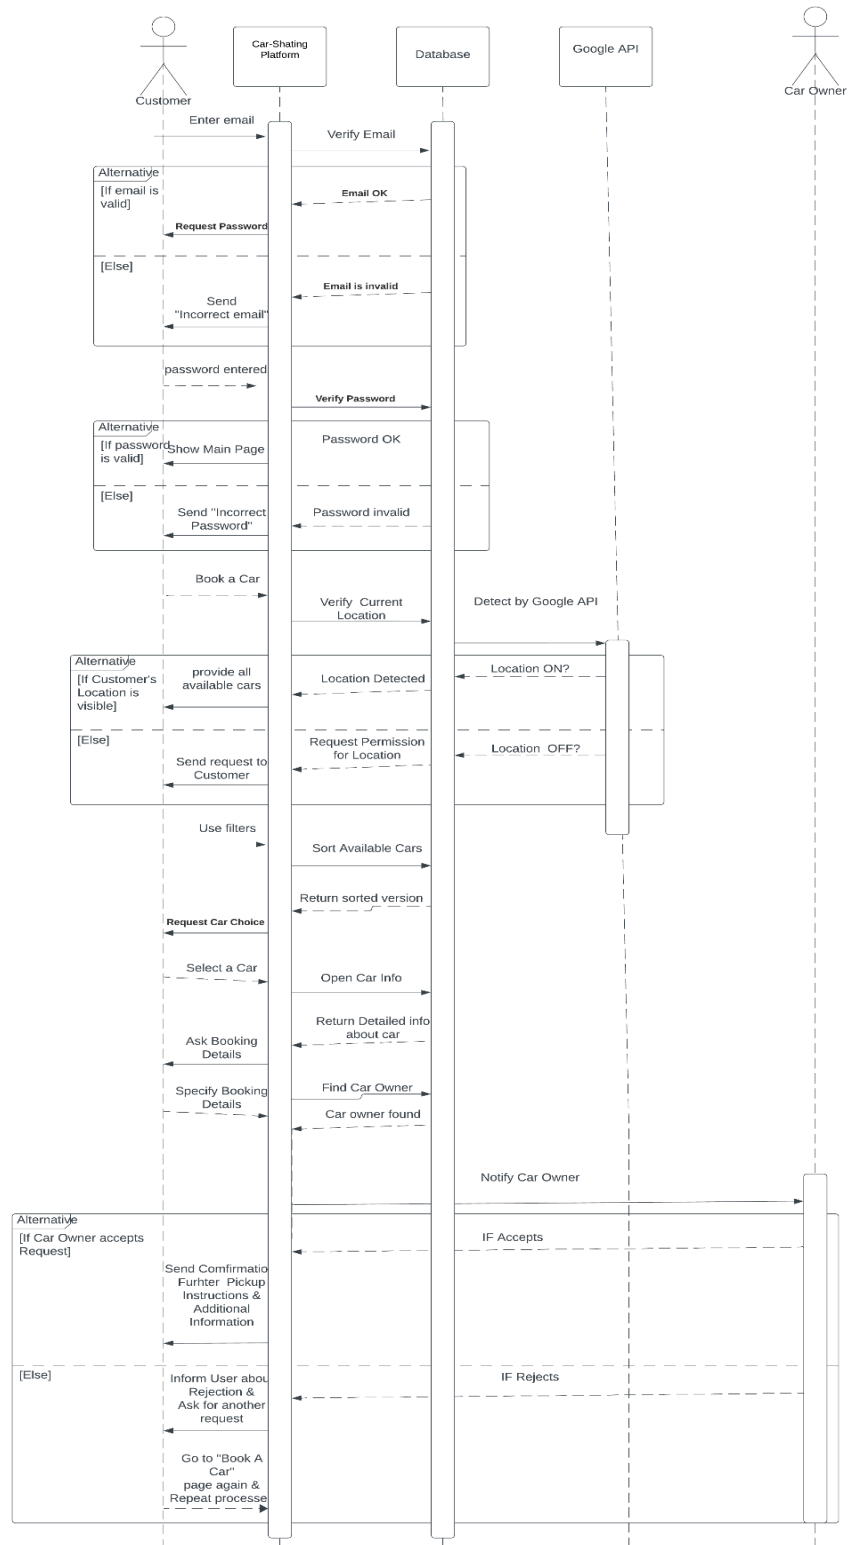 Car-Shating
Platform
Database
Google API
Customer
Car Owner
Enter email
Verify Email
Alternative
[If email is
valid]
Email OK
Request Password
[Else]
Email is invalid
Send
"Incorrect email"
password entered
Verify Password
Alternative
[If password
is valid]
Show Main Page
Password OK
[Else]
Send "Incorrect
Password"
Password invalid
Book a Car
Verify Current
Location
Detect by Google API
Alternative
[If Customer's
Location is
visible]
provide all
available cars
Location Detected
Location ON?
[Else]
Request Permission
for Location
Location OFF?
Send request to
Customer
Use filters
Sort Available Cars
Return sorted version
Request Car Choice
Select a Car
Open Car Info
Return Detailed info
about car
Ask Booking
Details
Specify Booking
Details
Find Car Owner
Car owner found
Notify Car Owner
Alternative
[If Car Owner accepts
Request]
IF Accepts
Send Comfirmatio
Furhter Pickup
Instructions &
Additional
Information
[Else]
IF Rejects
Inform User abou
Rejection &
Ask for another
request
Go to "Book A
Car"
page again &
Repeat processe